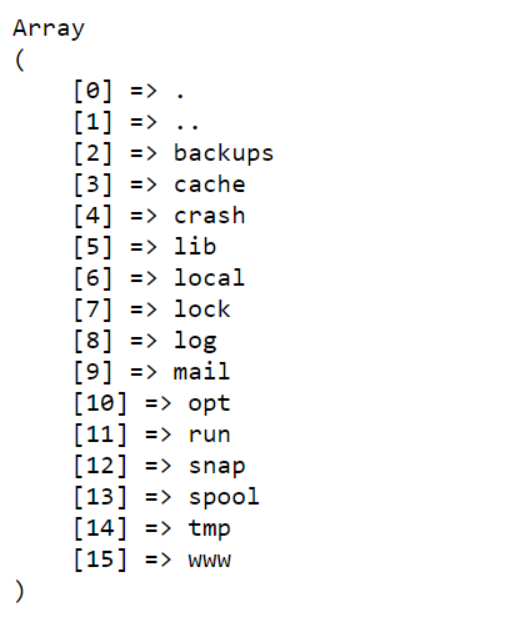 Array
(
    [0] => .
    [1] => ..
    [2] => backups
    [3] => cache
    [4] => crash
    [5] => lib
    [6] => local
    [7] => lock
    [8] => log
    [9] => mail
    [10] => opt
    [11] => run
    [12] => snap
    [13] => spool
    [14] => tmp
    [15] => www
)